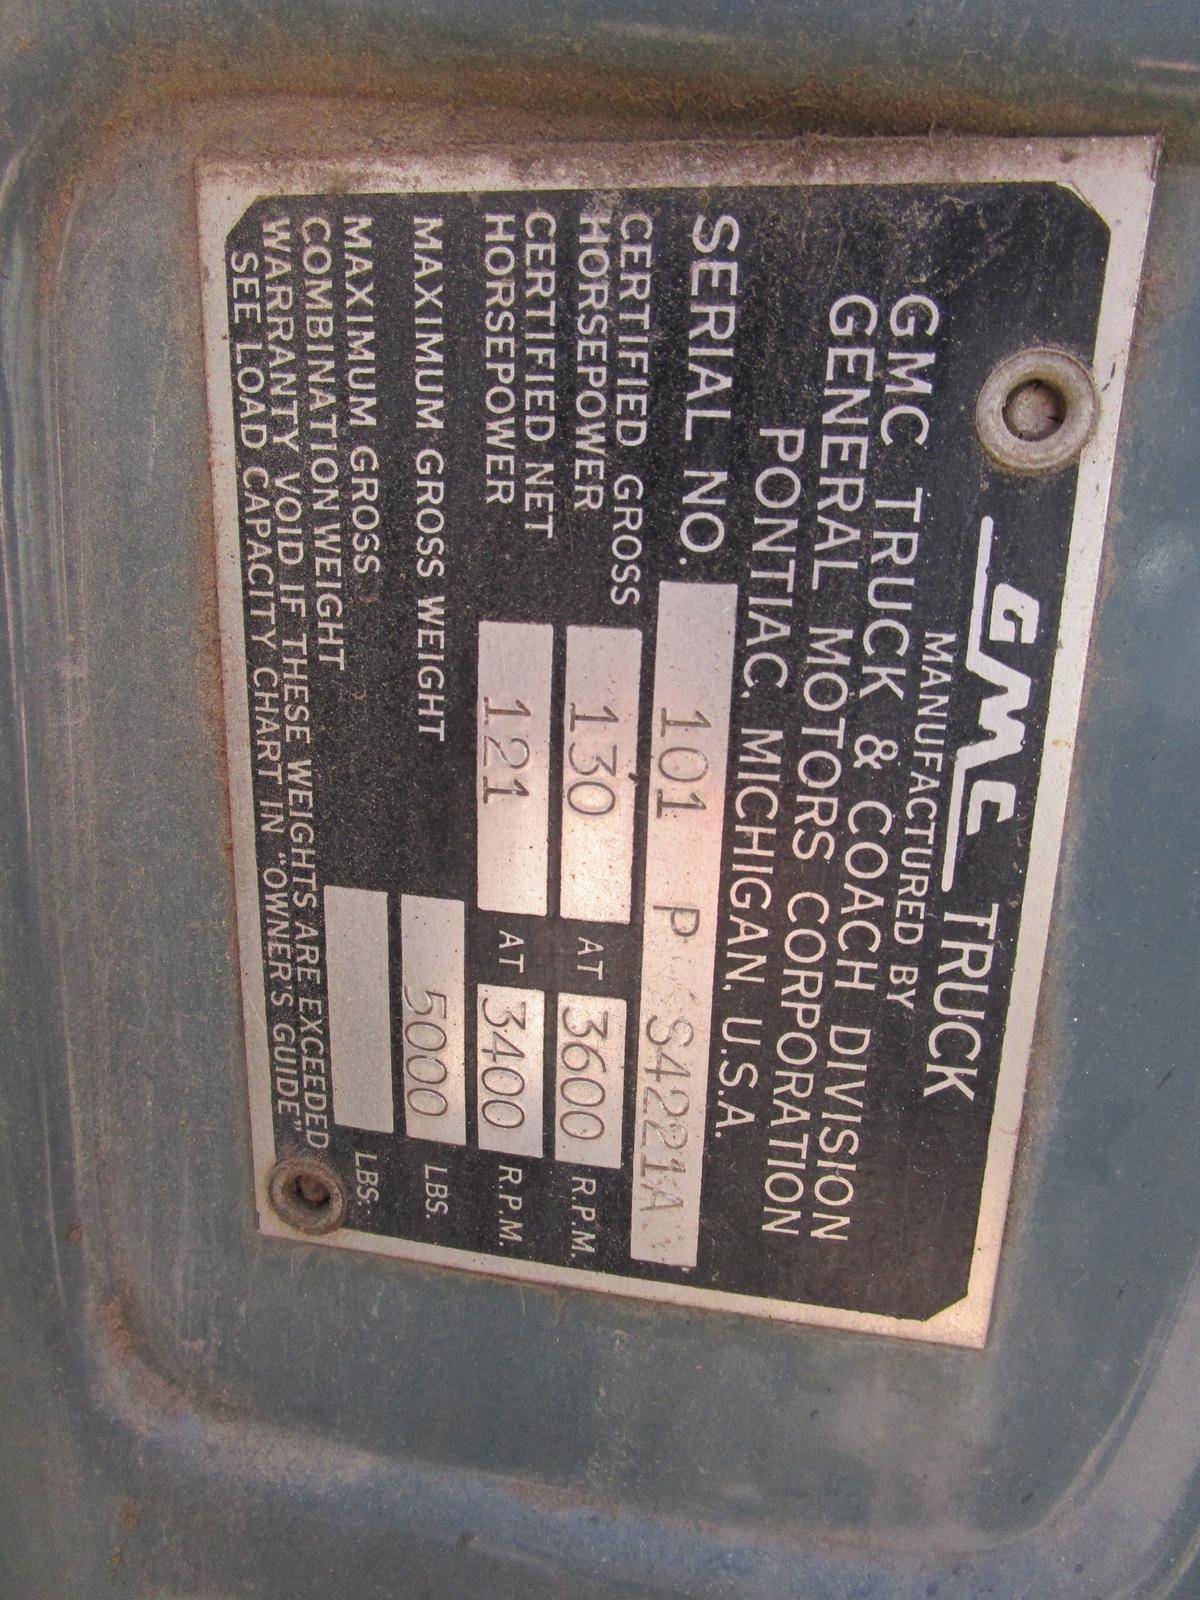 GMC TRUCK
MANUFACTURED BY
GMC TRUCK & COACH DIVISION
GENERAL MOTORS CORPORATION
PONTIAC, MICHIGAN, U.S.A.
SERIAL NO. 101 P S4221A
CERTIFIED GROSS
HORSEPOWER 130 AT 3600 R.P.M.
CERTIFIED NET
HORSEPOWER 121 AT 3400 R.P.M.
MAXIMUM GROSS WEIGHT 5000 LBS.
MAXIMUM GROSS
COMBINATION WEIGHT LBS.
WARRANTY VOID IF THESE WEIGHTS ARE EXCEEDED
SEE LOAD CAPACITY CHART IN "OWNER'S GUIDE"